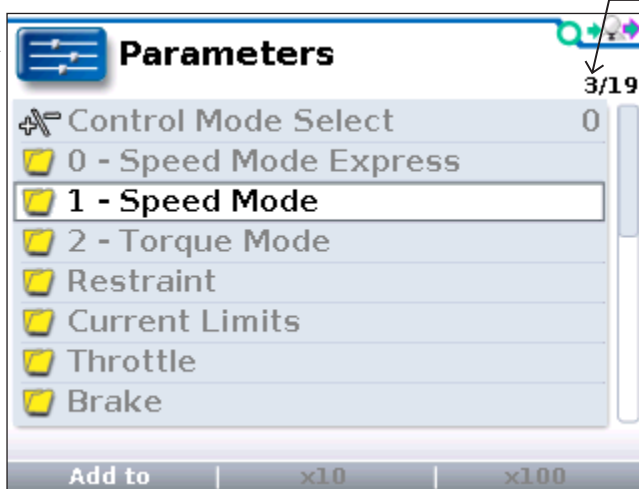 Parameters
3/19
Control Mode Select 0
0 - Speed Mode Express
1 - Speed Mode
2 - Torque Mode
Restraint
Current Limits
Throttle
Brake
Add to | x10 | x100